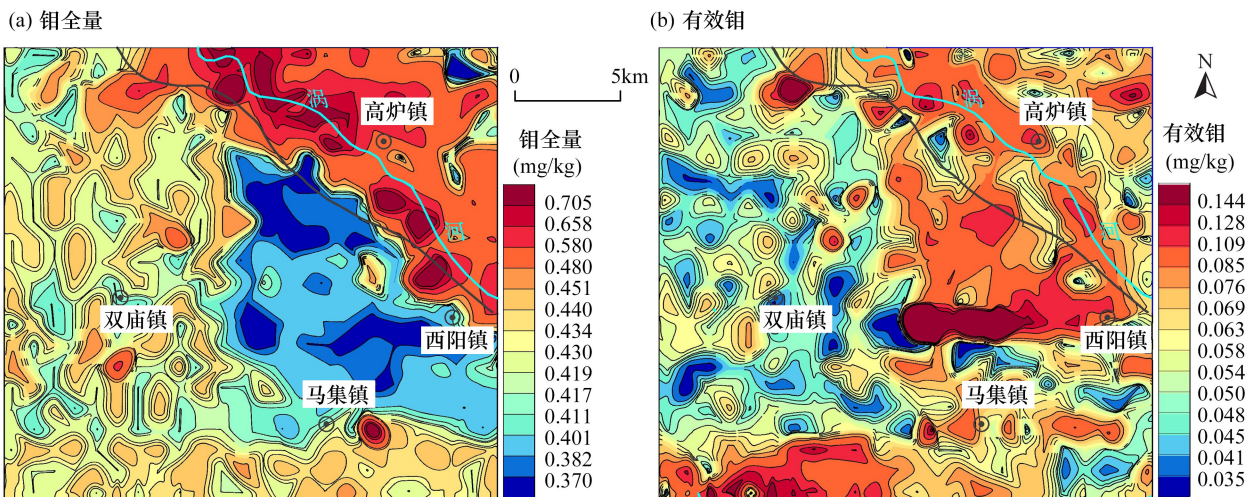 (a) 钼全量
(b) 有效钼
0
5km
N
涡
河
高炉镇
双庙镇
西阳镇
马集镇
钼全量
(mg/kg)
0.705
0.658
0.580
0.480
0.451
0.440
0.434
0.430
0.419
0.417
0.411
0.401
0.382
0.370
涡
河
高炉镇
双庙镇
西阳镇
马集镇
有效钼
(mg/kg)
0.144
0.128
0.109
0.085
0.076
0.069
0.063
0.058
0.054
0.050
0.048
0.045
0.041
0.035